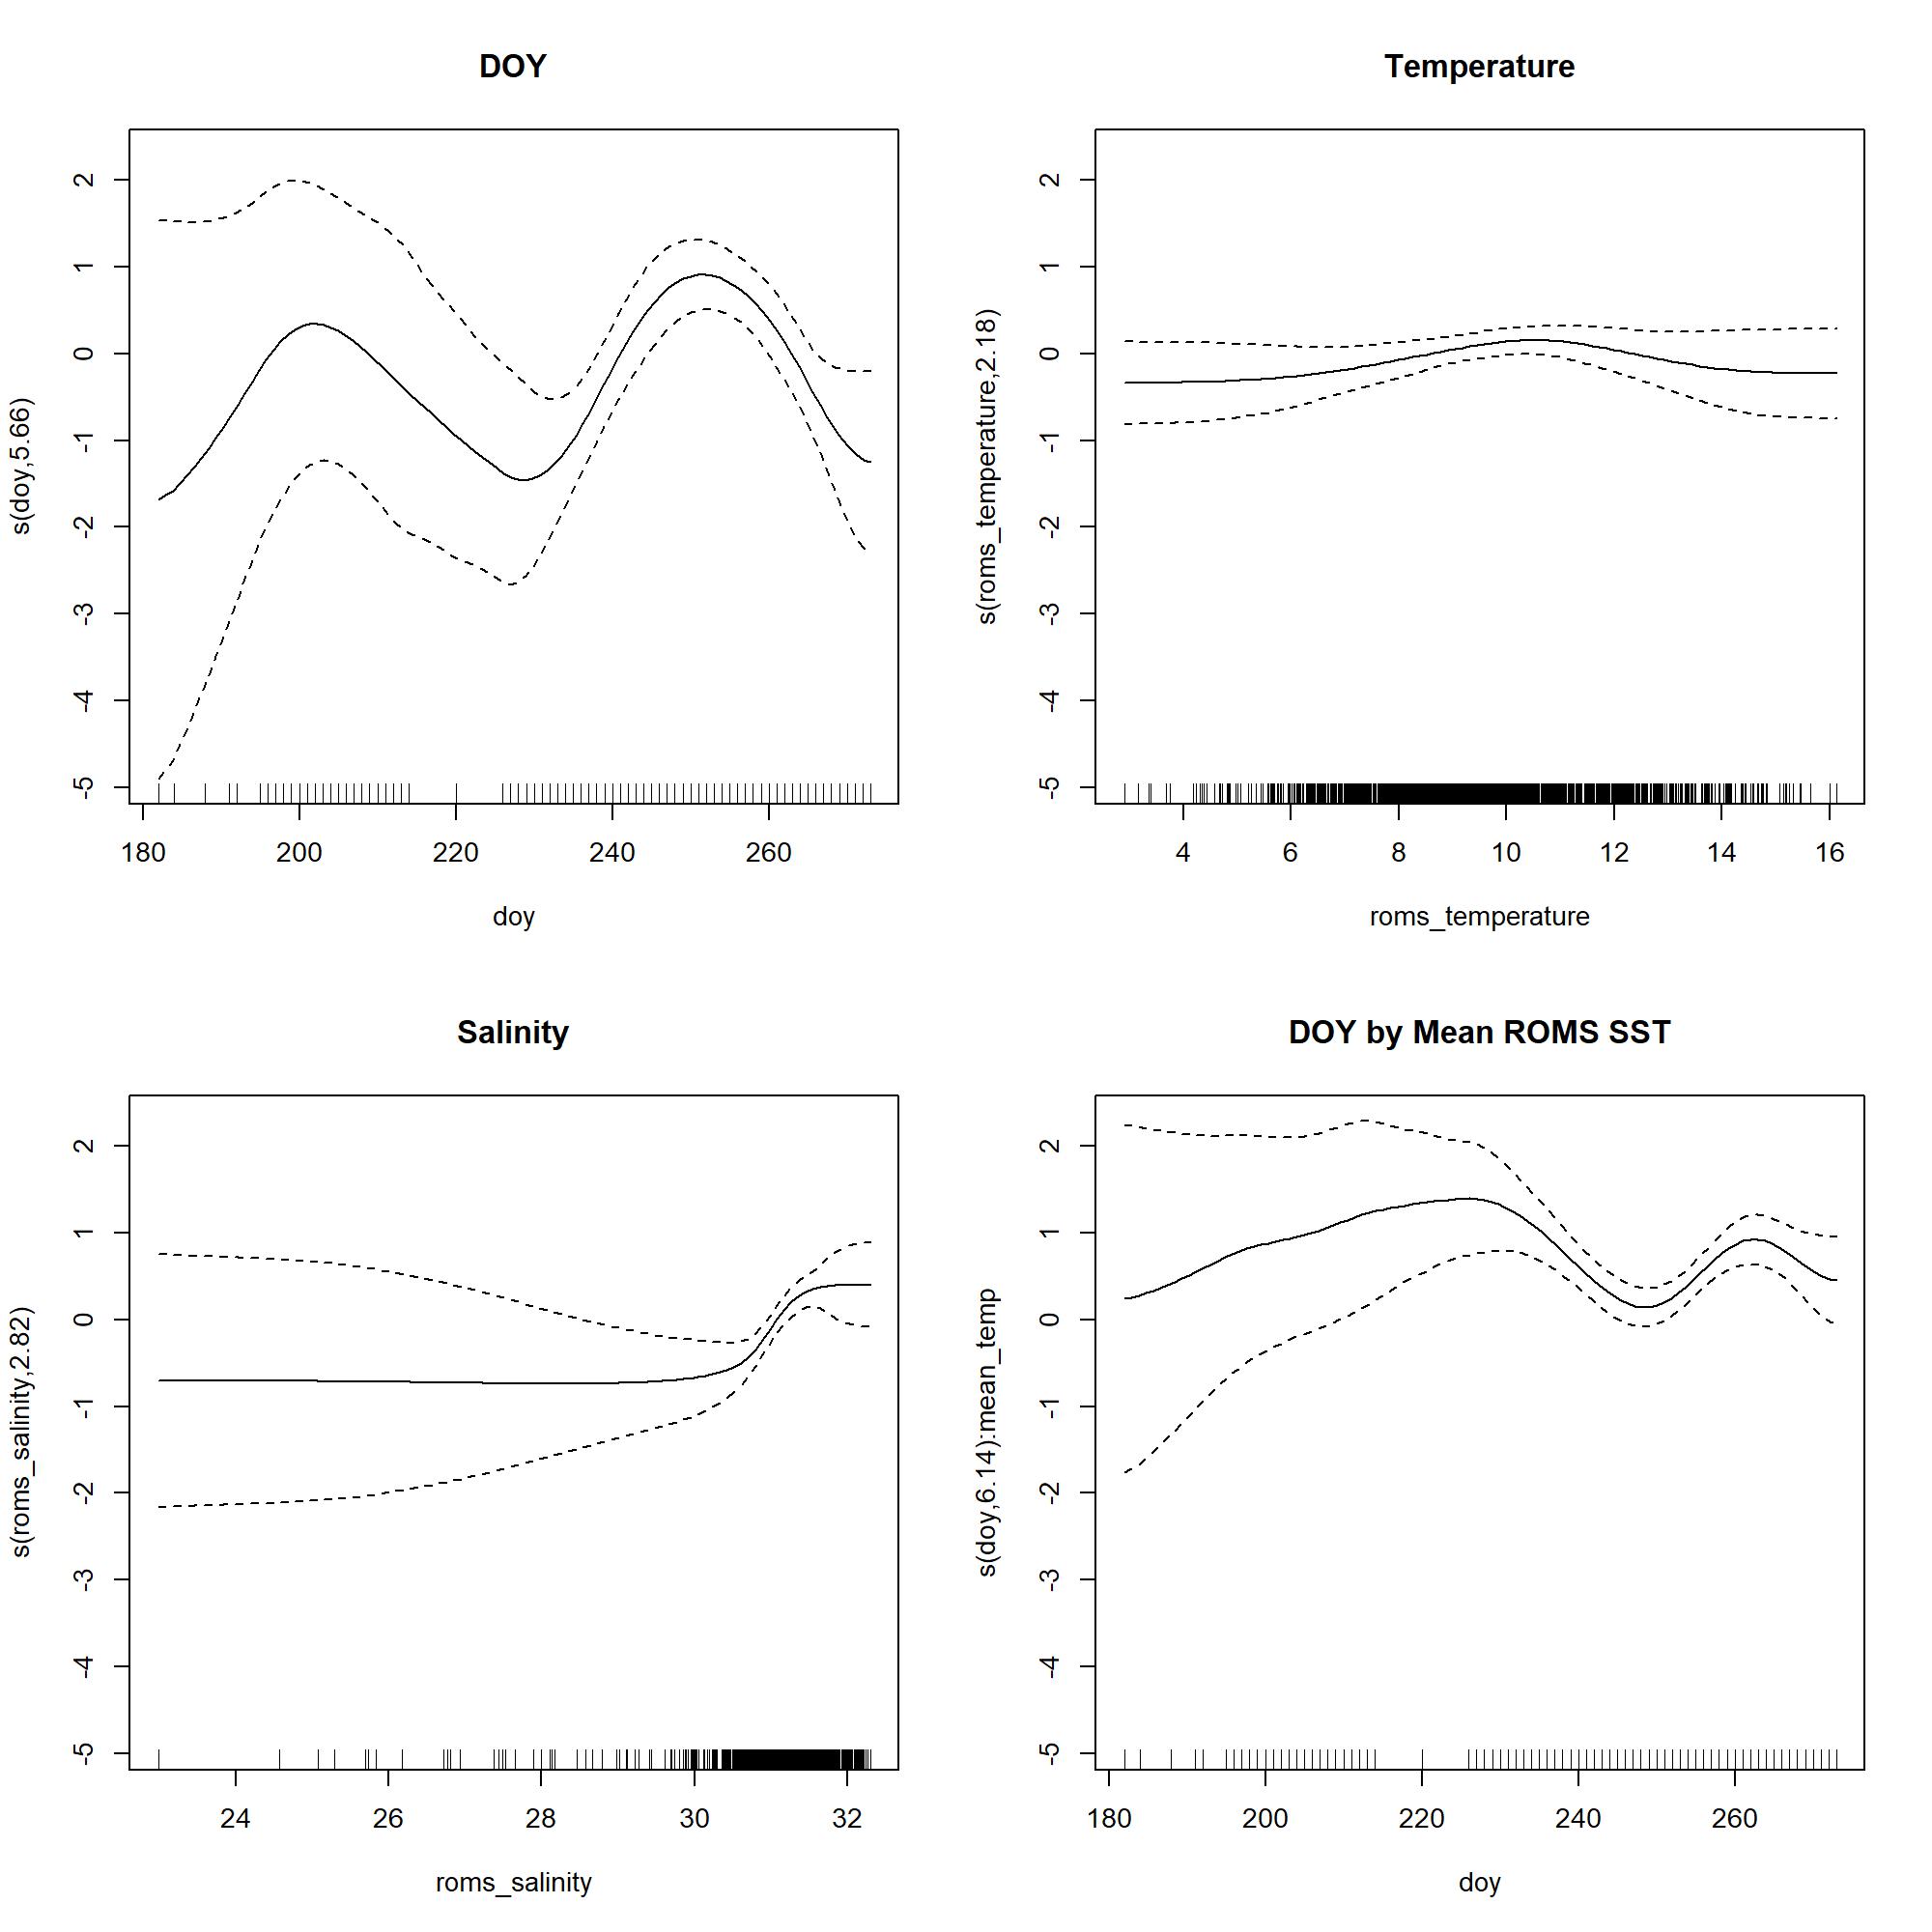 DOY
s(doy,5.66)
2
1
0
-1
-2
-3
-4
-5
180 200 220 240 260
doy
Temperature
s(roms_temperature,2.18)
2
1
0
-1
-2
-3
-4
-5
4 6 8 10 12 14 16
roms_temperature
Salinity
s(roms_salinity,2.82)
2
1
0
-1
-2
-3
-4
-5
24 26 28 30 32
roms_salinity
DOY by Mean ROMS SST
s(doy,6.14):mean_temp
2
1
0
-1
-2
-3
-4
-5
180 200 220 240 260
doy